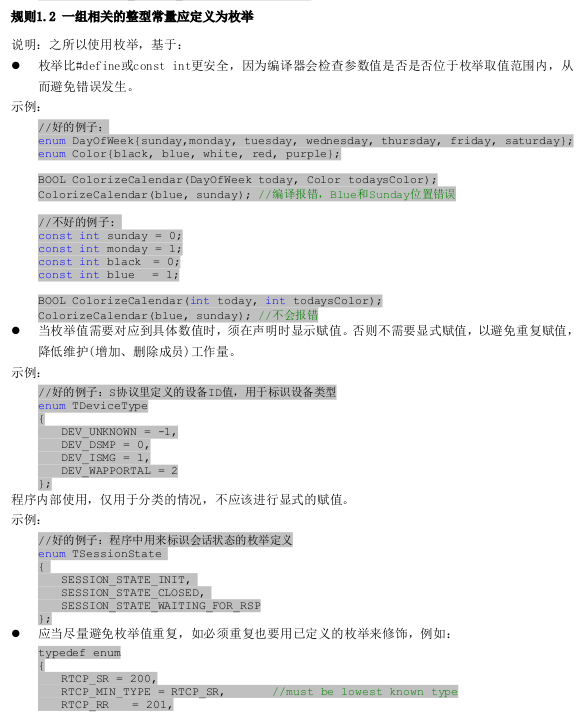 规则1.2 一组相关的整型常量应定义为枚举
说明：之所以使用枚举，基于：
● 枚举比#define或const int更安全，因为编译器会检查参数值是否是否位于枚举取值范围内，从
而避免错误发生。
示例：
//好的例子：
enum DayOfWeek{sunday,monday, tuesday, wednesday, thursday, friday, saturday};
enum Color{black, blue, white, red, purple};
BOOL ColorizeCalendar(DayOfWeek today, Color todaysColor);
ColorizeCalendar(blue, sunday); //编译报错，Blue和Sunday位置错误
//不好的例子：
const int sunday = 0;
const int monday = 1;
const int black = 0;
const int blue = 1;
BOOL ColorizeCalendar(int today, int todaysColor);
ColorizeCalendar(blue, sunday); //不会报错
● 当枚举值需要对应到具体数值时，须在声明时显示赋值。否则不需要显式赋值，以避免重复赋值，
降低维护(增加、删除成员)工作量。
示例：
//好的例子：S协议里定义的设备ID值，用于标识设备类型
enum TDeviceType
{
DEV_UNKNOWN = -1,
DEV_DSMP = 0,
DEV_ISMG = 1,
DEV_WAPPORTAL = 2
};
程序内部使用，仅用于分类的情况，不应该进行显式的赋值。
示例：
//好的例子：程序中用来标识会话状态的枚举定义
enum TSessionState
{
SESSION_STATE_INIT,
SESSION_STATE_CLOSED,
SESSION_STATE_WAITING_FOR_RSP
};
● 应当尽量避免枚举值重复，如必须重复也要用已定义的枚举来修饰，例如：
typedef enum
{
RTCP_SR = 200,
RTCP_MIN_TYPE = RTCP_SR, //must be lowest known type
RTCP_RR = 201,